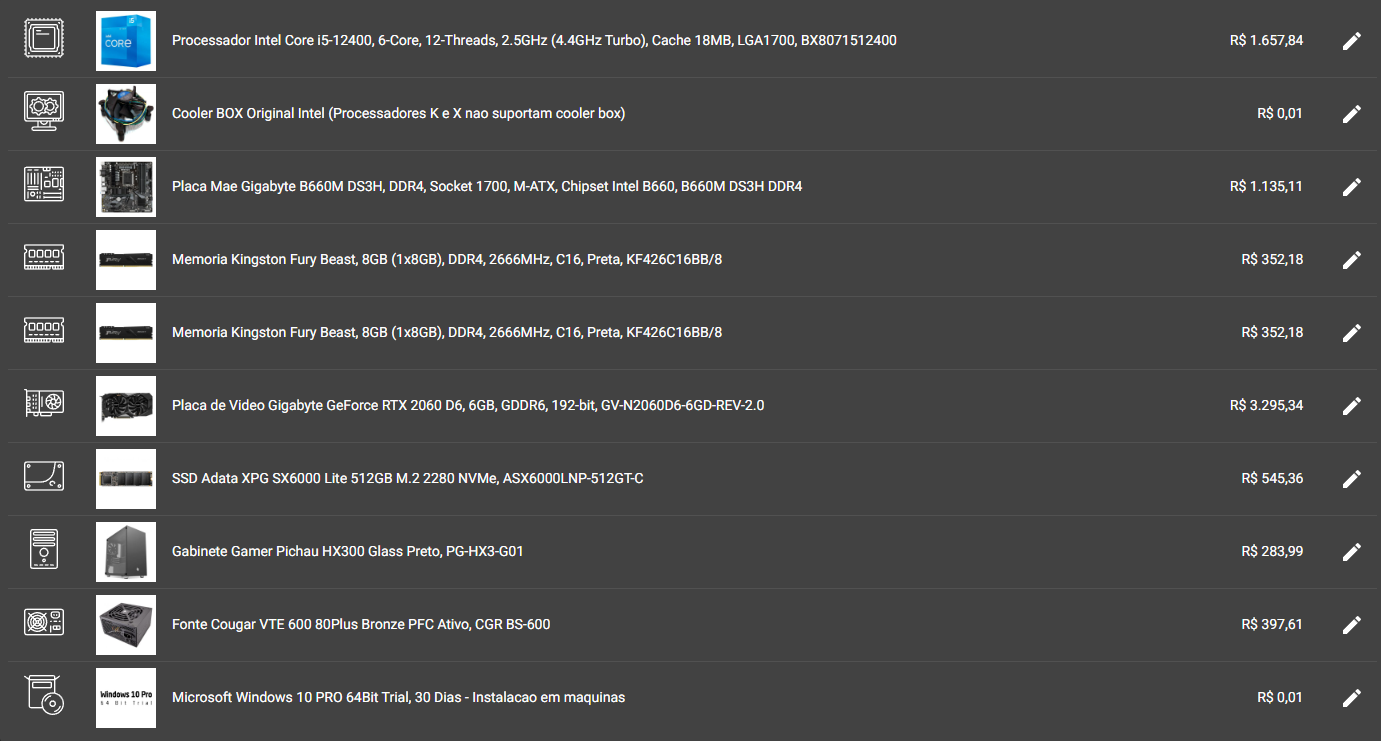 Processador Intel Core i5-12400, 6-Core, 12-Threads, 2.5GHz (4.4GHz Turbo), Cache 18MB, LGA1700, BX8071512400 R$ 1.657,84
Cooler BOX Original Intel (Processadores K e X nao suportam cooler box) R$ 0,01
Placa Mae Gigabyte B660M DS3H, DDR4, Socket 1700, M-ATX, Chipset Intel B660, B660M DS3H DDR4 R$ 1.135,11
Memoria Kingston Fury Beast, 8GB (1x8GB), DDR4, 2666MHz, C16, Preta, KF426C16BB/8 R$ 352,18
Memoria Kingston Fury Beast, 8GB (1x8GB), DDR4, 2666MHz, C16, Preta, KF426C16BB/8 R$ 352,18
Placa de Video Gigabyte GeForce RTX 2060 D6, 6GB, GDDR6, 192-bit, GV-N2060D6-6GD-REV-2.0 R$ 3.295,34
SSD Adata XPG SX6000 Lite 512GB M.2 2280 NVMe, ASX6000LNP-512GT-C R$ 545,36
Gabinete Gamer Pichau HX300 Glass Preto, PG-HX3-G01 R$ 283,99
Fonte Cougar VTE 600 80Plus Bronze PFC Ativo, CGR BS-600 R$ 397,61
Windows 10 Pro
64 Bit Trial
Microsoft Windows 10 PRO 64Bit Trial, 30 Dias - Instalacao em maquinas R$ 0,01